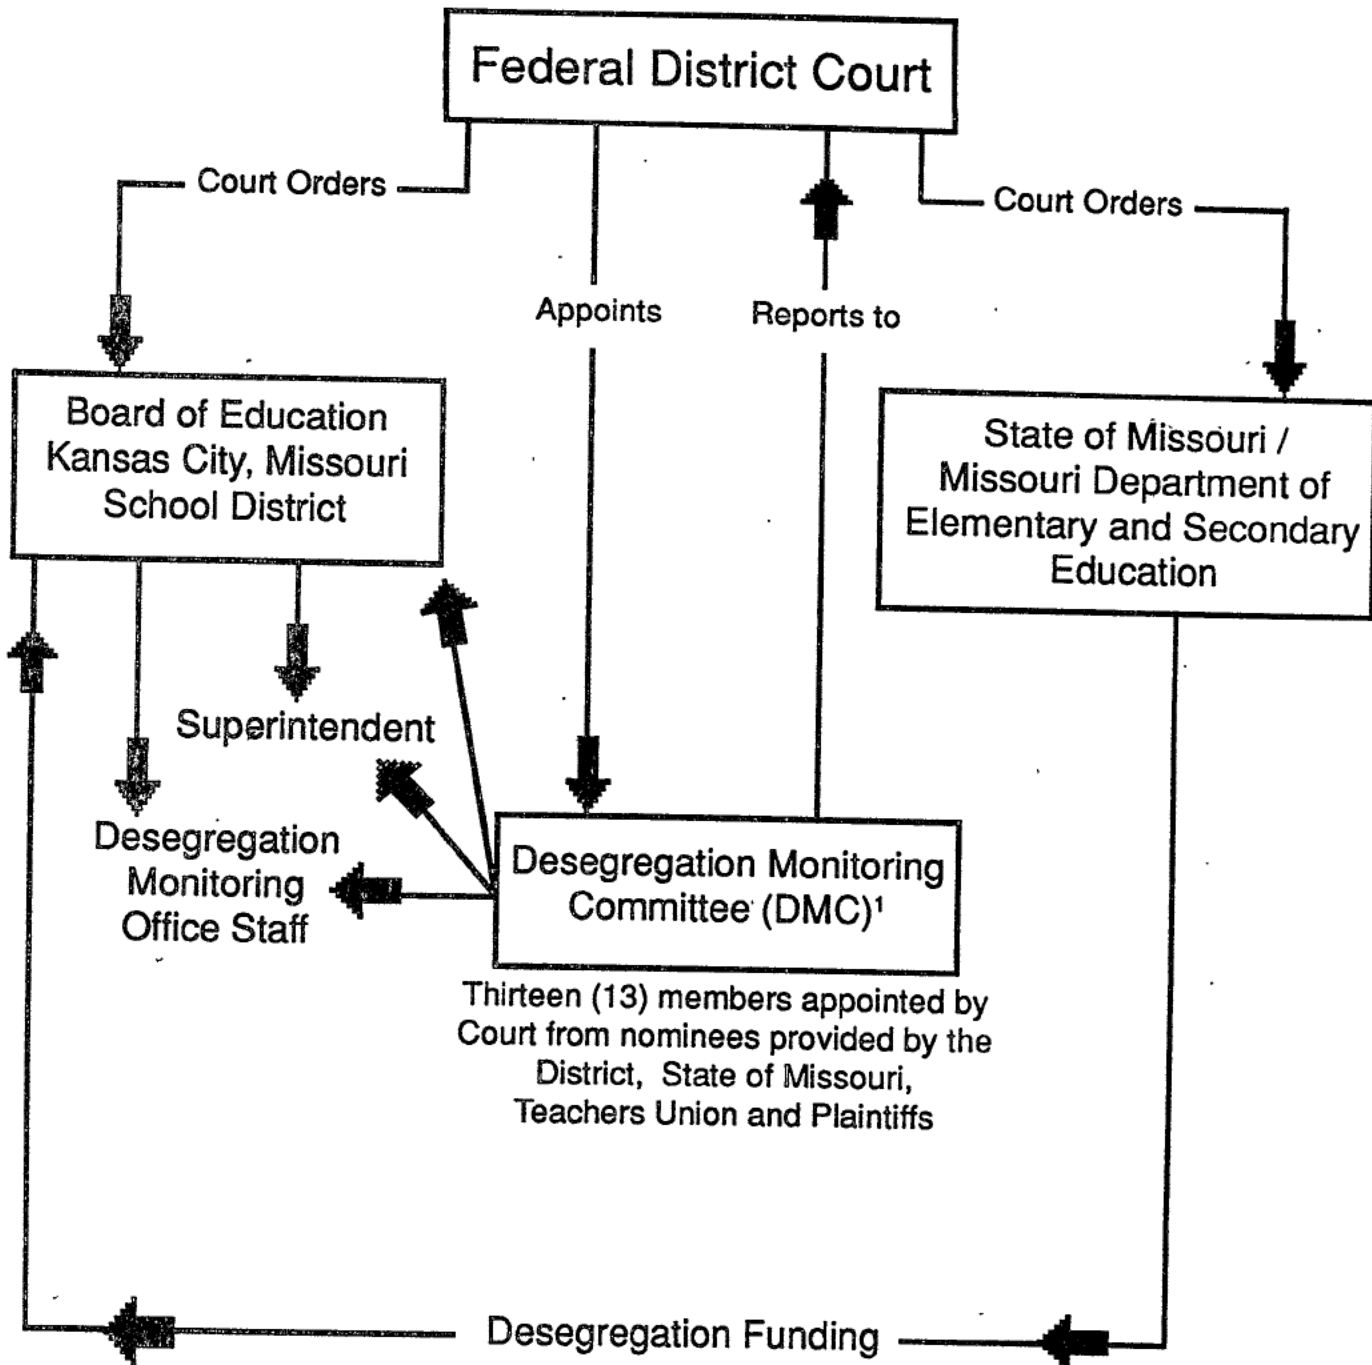 Federal District Court
Court Orders
Court Orders
Appoints
Reports to
Board of Education
Kansas City, Missouri
School District
State of Missouri /
Missouri Department of
Elementary and Secondary
Education
Superintendent
Desegregation
Monitoring
Office Staff
Desegregation Monitoring
Committee (DMC)¹
Thirteen (13) members appointed by
Court from nominees provided by the
District, State of Missouri,
Teachers Union and Plaintiffs
Desegregation Funding